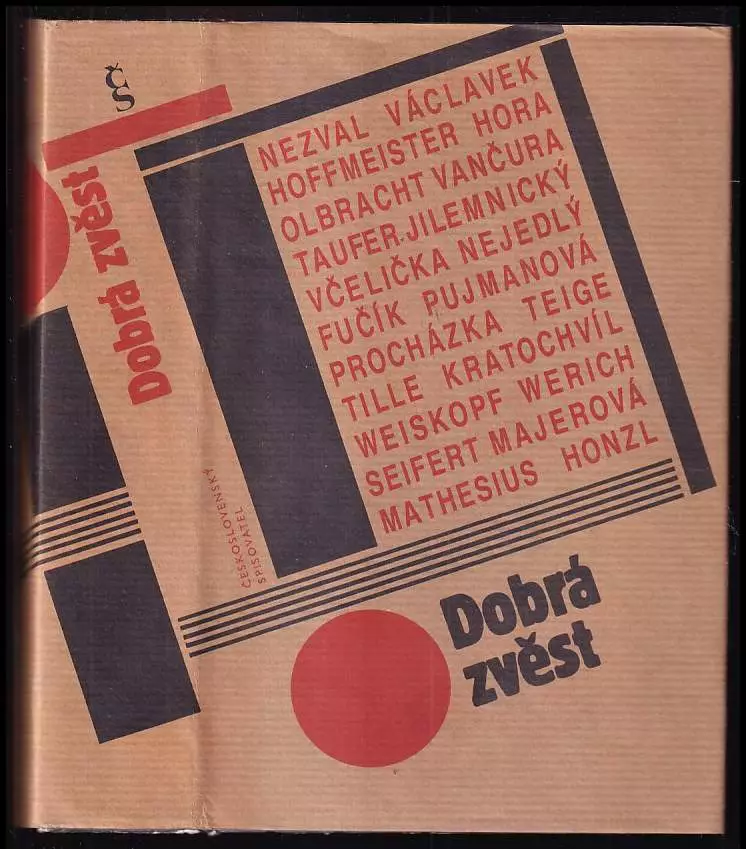 ČS
Dobrá zvěst
NEZVAL VÁCLAVEK
HOFFMEISTER HORA
OLBRACHT VANČURA
TAUFER JILEMNICKÝ
VČELIČKA NEJEDLÝ
FUČÍK PUJMANOVÁ
PROCHÁZKA TEIGE
TILLE KRATOCHVÍL
WEISKOPF WERICH
SEIFERT MAJEROVÁ
MATHESIUS HONZL
ČESKOSLOVENSKÝ
SPISOVATEL
Dobrá
zvěst